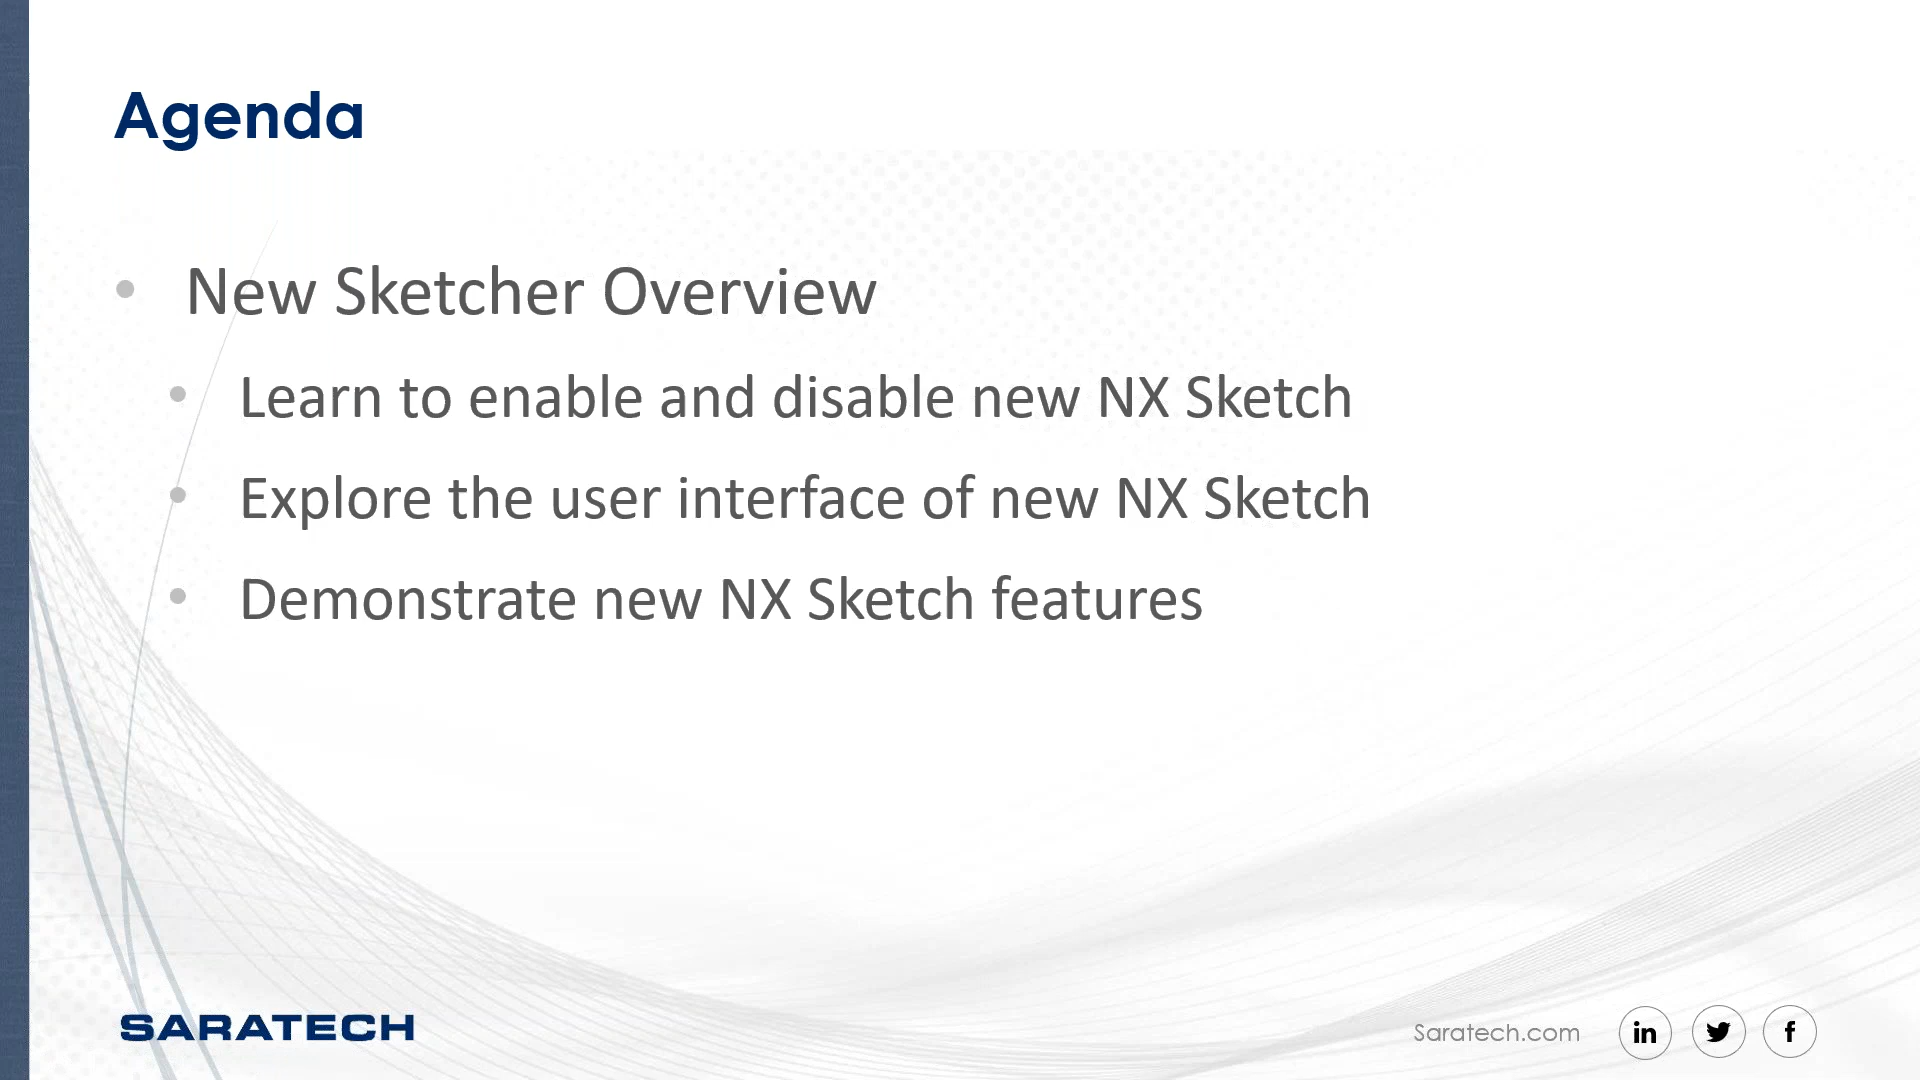 Agenda
• New Sketcher Overview
• Learn to enable and disable new NX Sketch
• Explore the user interface of new NX Sketch
• Demonstrate new NX Sketch features
SARATECH
Saratech.com in f